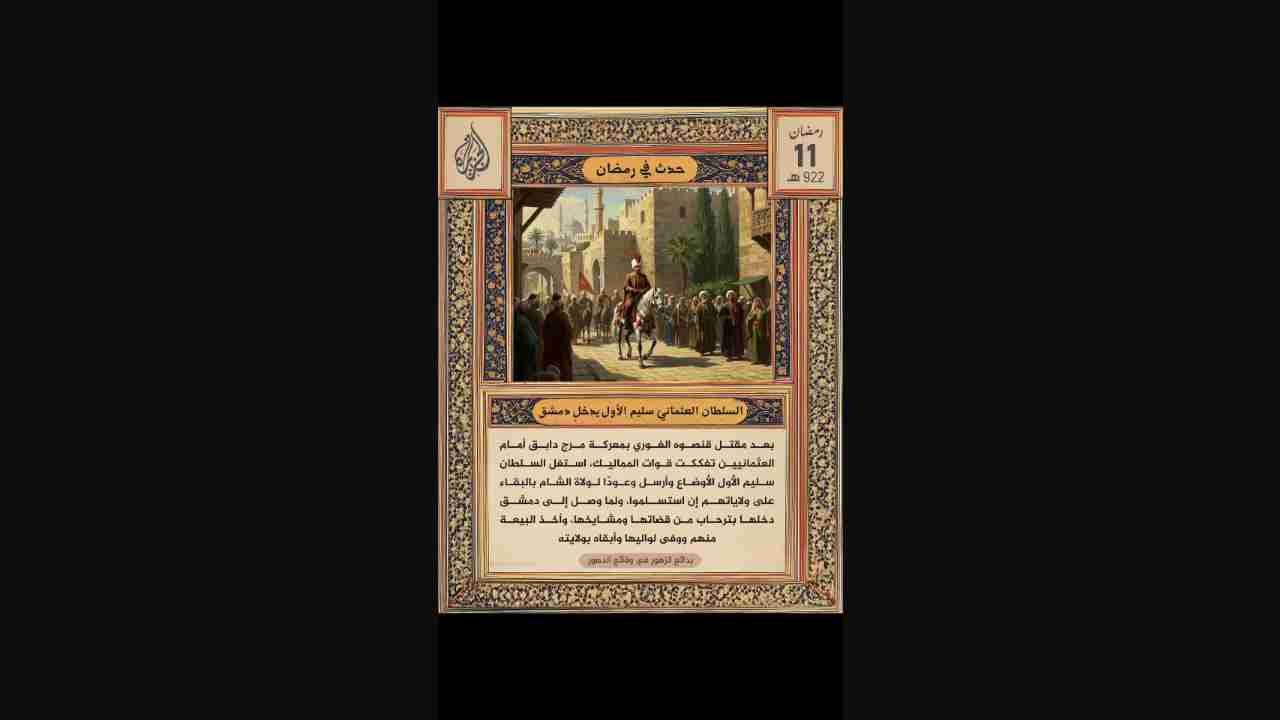 الجزيرة
رمضان
11
922 هـ
حدث في رمضان
السلطان العثماني سليم الأول يدخل دمشق
بعد مقتل قنصوه الغوري بمعركة مرج دابق أمام
العثمانيين تفككت قوات المماليك، استغل السلطان
سليم الأول الأوضاع وأرسل وعودًا لولاة الشام بالبقاء
على ولاياتهم إن استسلموا، ولما وصل إلى دمشق
دخلها بترحاب من قضاتها ومشايخها، وأخذ البيعة
منهم ووفى لواليها وأبقاه بولايته
بدائع الزهور في وقائع الدهور